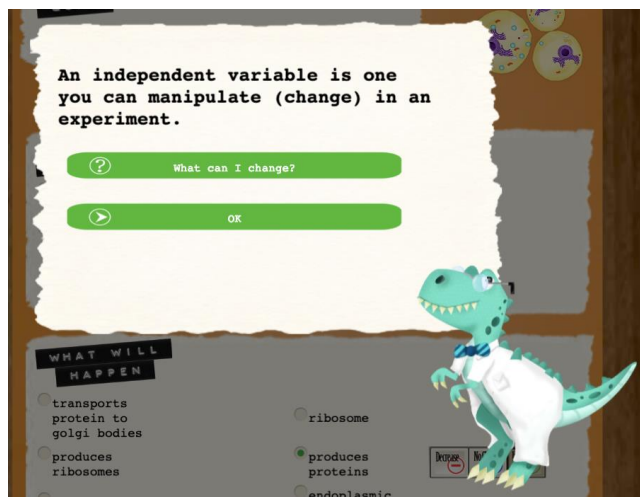 An independent variable is one
you can manipulate (change) in an
experiment.
What can I change?
OK
WHAT WILL
HAPPEN
transports
protein to
golgi bodies
produces
ribosomes
ribosome
produces
proteins
endoplasmic
Decrease